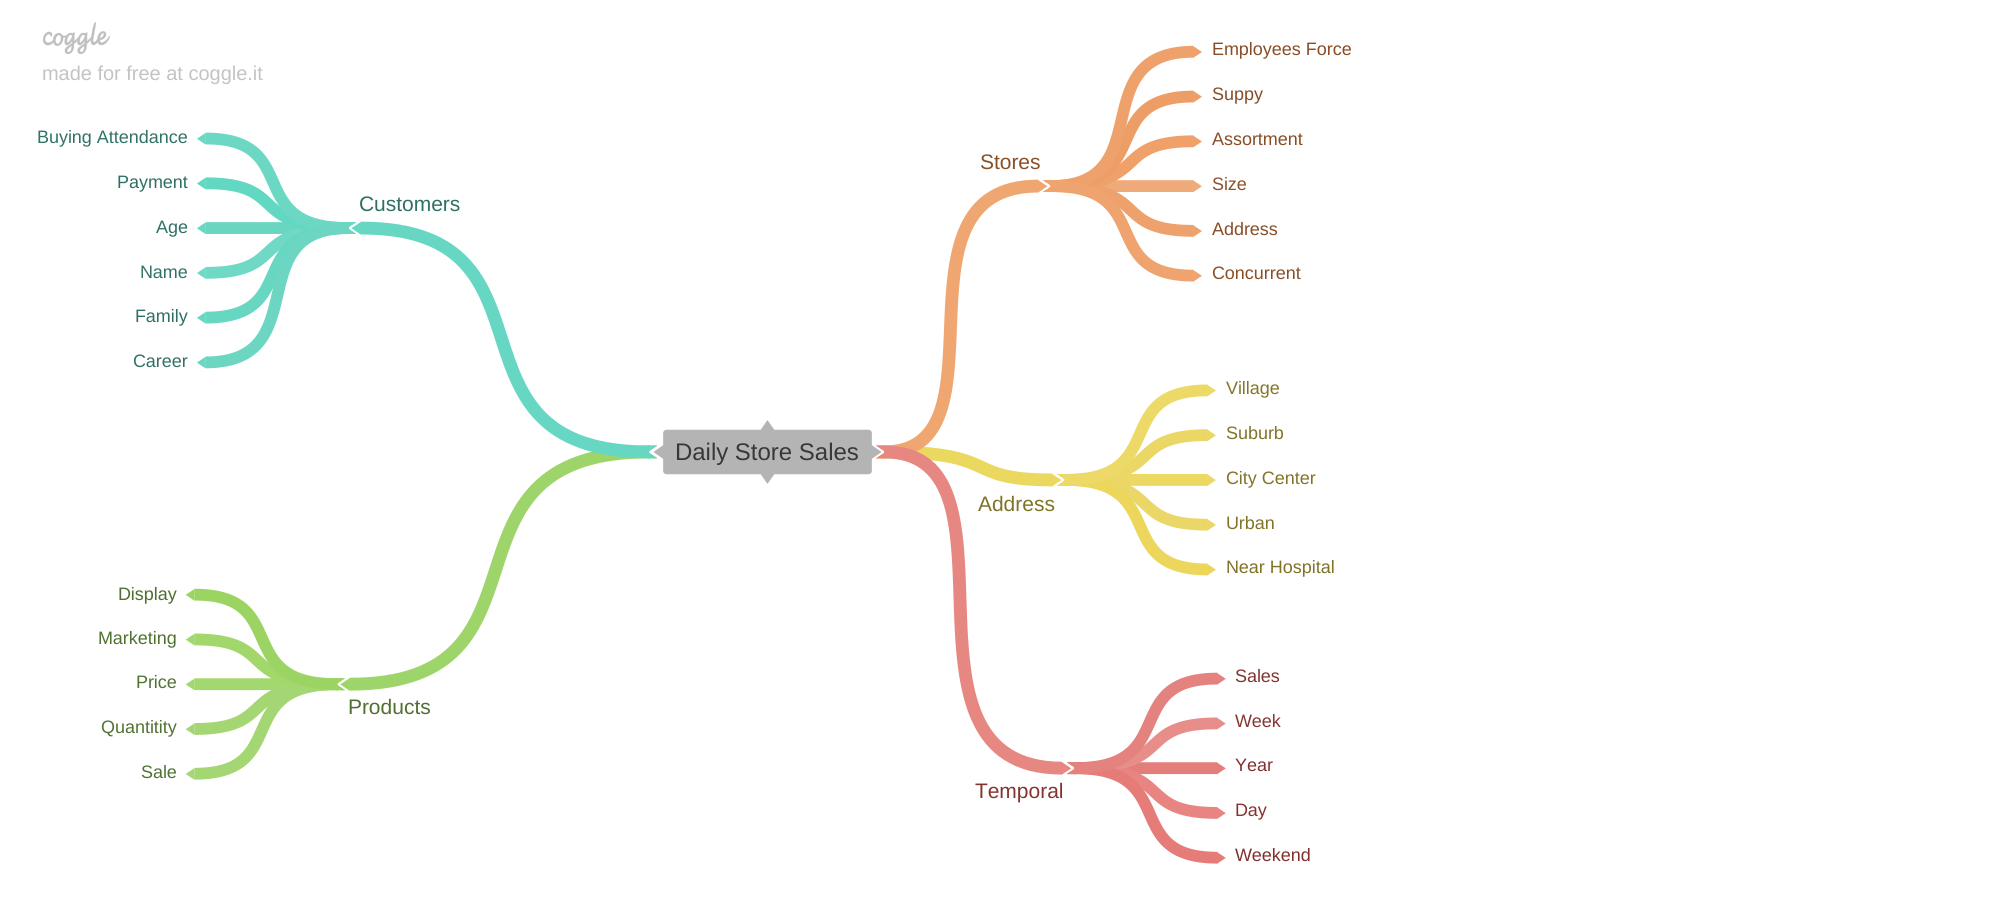 coggle
made for free at coggle.it
Buying Attendance
Payment
Age
Name
Family
Career
Customers
Display
Marketing
Price
Quantitity
Sale
Products
Daily Store Sales
Stores
Employees Force
Suppy
Assortment
Size
Address
Concurrent
Address
Village
Suburb
City Center
Urban
Near Hospital
Temporal
Sales
Week
Year
Day
Weekend